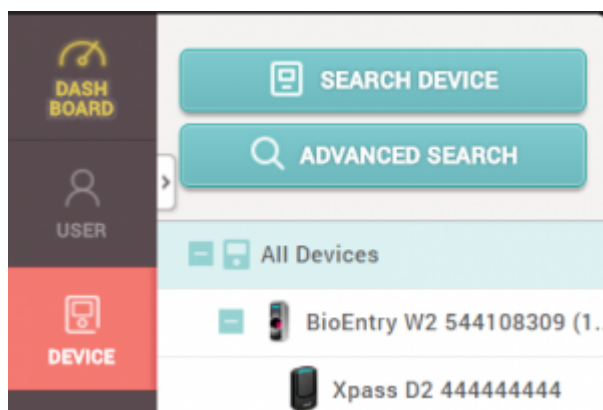 DASH
BOARD
USER
DEVICE
SEARCH DEVICE
ADVANCED SEARCH
All Devices
BioEntry W2 544108309 (1..
Xpass D2 444444444